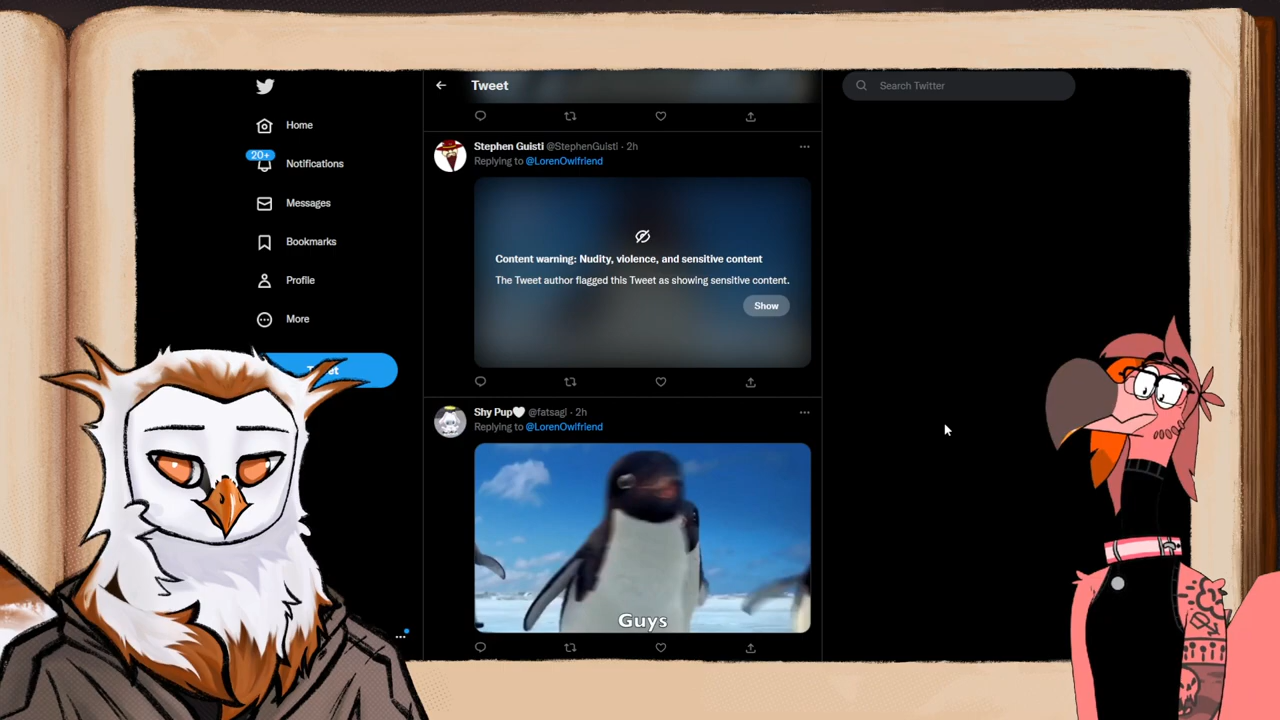 Tweet
Search Twitter
Home
20+
Notifications
Messages
Bookmarks
Profile
More
Stephen Guisti @StephenGuisti · 2h
Replying to @LorenOwlfriend
Content warning: Nudity, violence, and sensitive content
The Tweet author flagged this Tweet as showing sensitive content.
Show
Shy Pup🤍 @fatsagi · 2h
Replying to @LorenOwlfriend
Guys